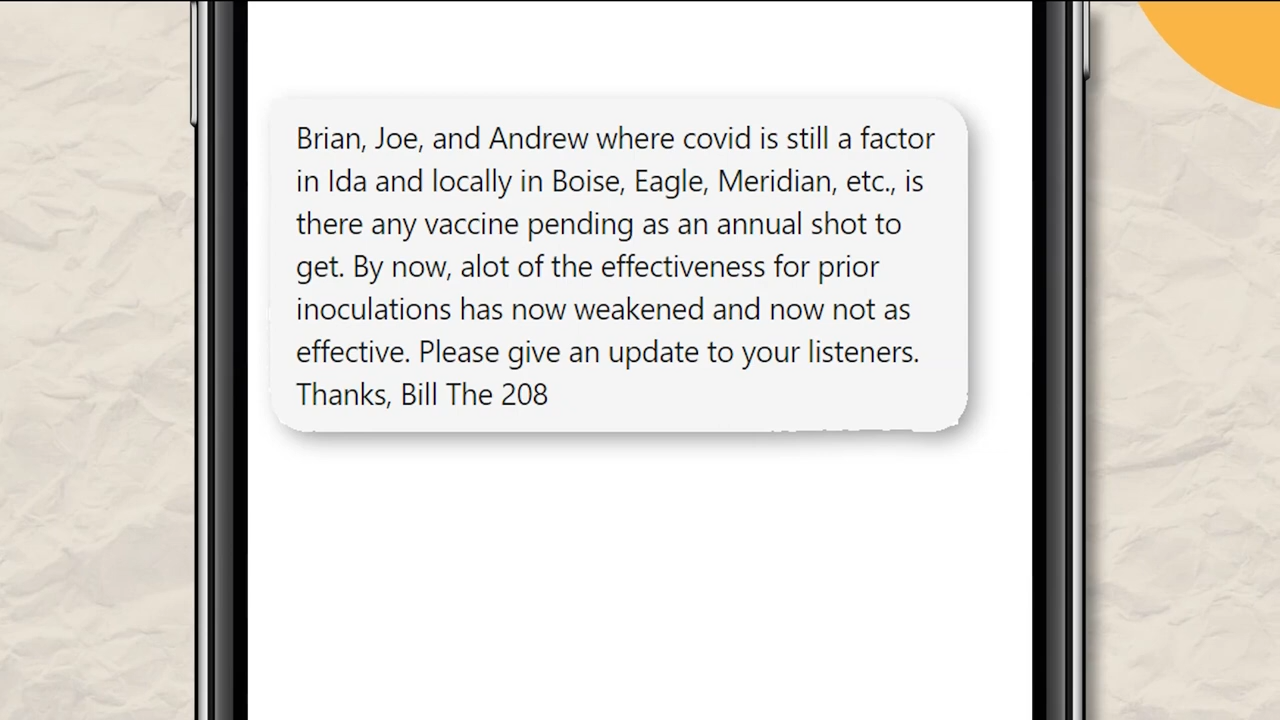 Brian, Joe, and Andrew where covid is still a factor
in Ida and locally in Boise, Eagle, Meridian, etc., is
there any vaccine pending as an annual shot to
get. By now, alot of the effectiveness for prior
inoculations has now weakened and now not as
effective. Please give an update to your listeners.
Thanks, Bill The 208